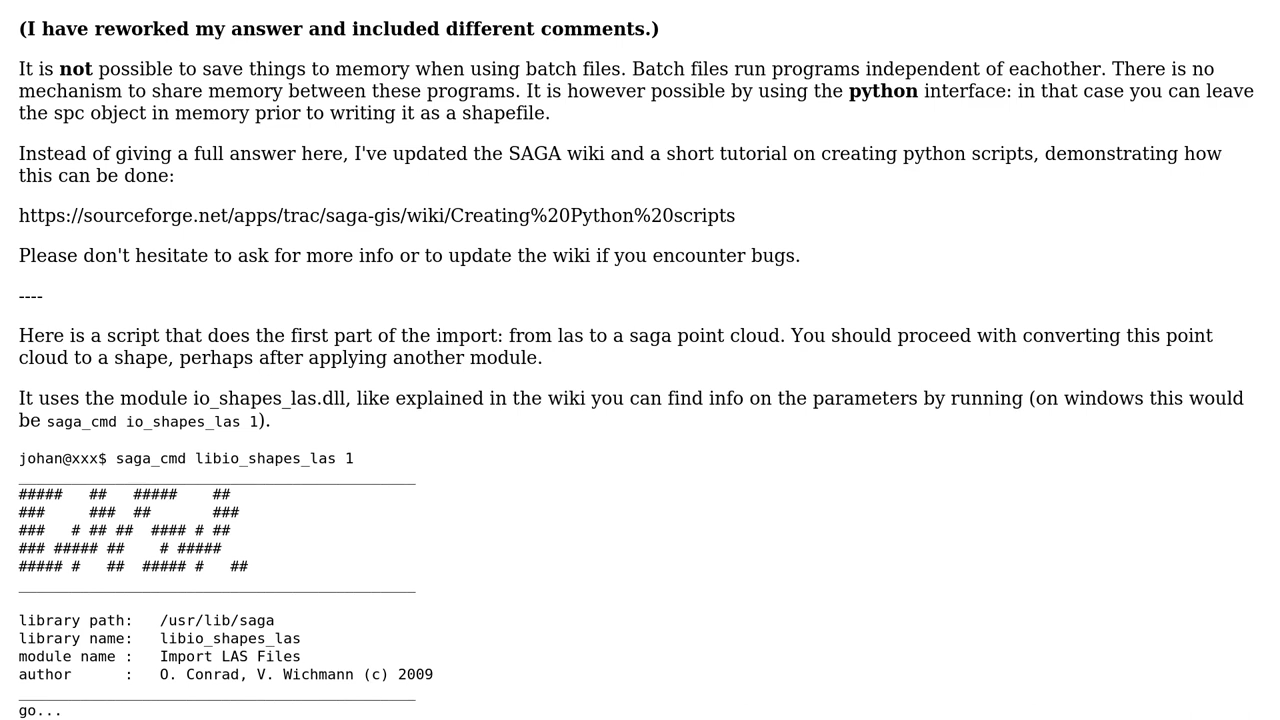 (I have reworked my answer and included different comments.)
It is not possible to save things to memory when using batch files. Batch files run programs independent of eachother. There is no
mechanism to share memory between these programs. It is however possible by using the python interface: in that case you can leave
the spc object in memory prior to writing it as a shapefile.
Instead of giving a full answer here, I've updated the SAGA wiki and a short tutorial on creating python scripts, demonstrating how
this can be done:
https://sourceforge.net/apps/trac/saga-gis/wiki/Creating%20Python%20scripts
Please don't hesitate to ask for more info or to update the wiki if you encounter bugs.
----
Here is a script that does the first part of the import: from las to a saga point cloud. You should proceed with converting this point
cloud to a shape, perhaps after applying another module.
It uses the module io_shapes_las.dll, like explained in the wiki you can find info on the parameters by running (on windows this would
be saga_cmd io_shapes_las 1).
johan@xxx$ saga_cmd libio_shapes_las 1
_____________________________________________
#####   ##   #####    ##
###     ###  ##       ###
###   # ## ##  #### # ##
### ##### ##    # #####
##### #   ##  ##### #   ##
_____________________________________________
library path:   /usr/lib/saga
library name:   libio_shapes_las
module name :   Import LAS Files
author      :   O. Conrad, V. Wichmann (c) 2009
_____________________________________________
go...